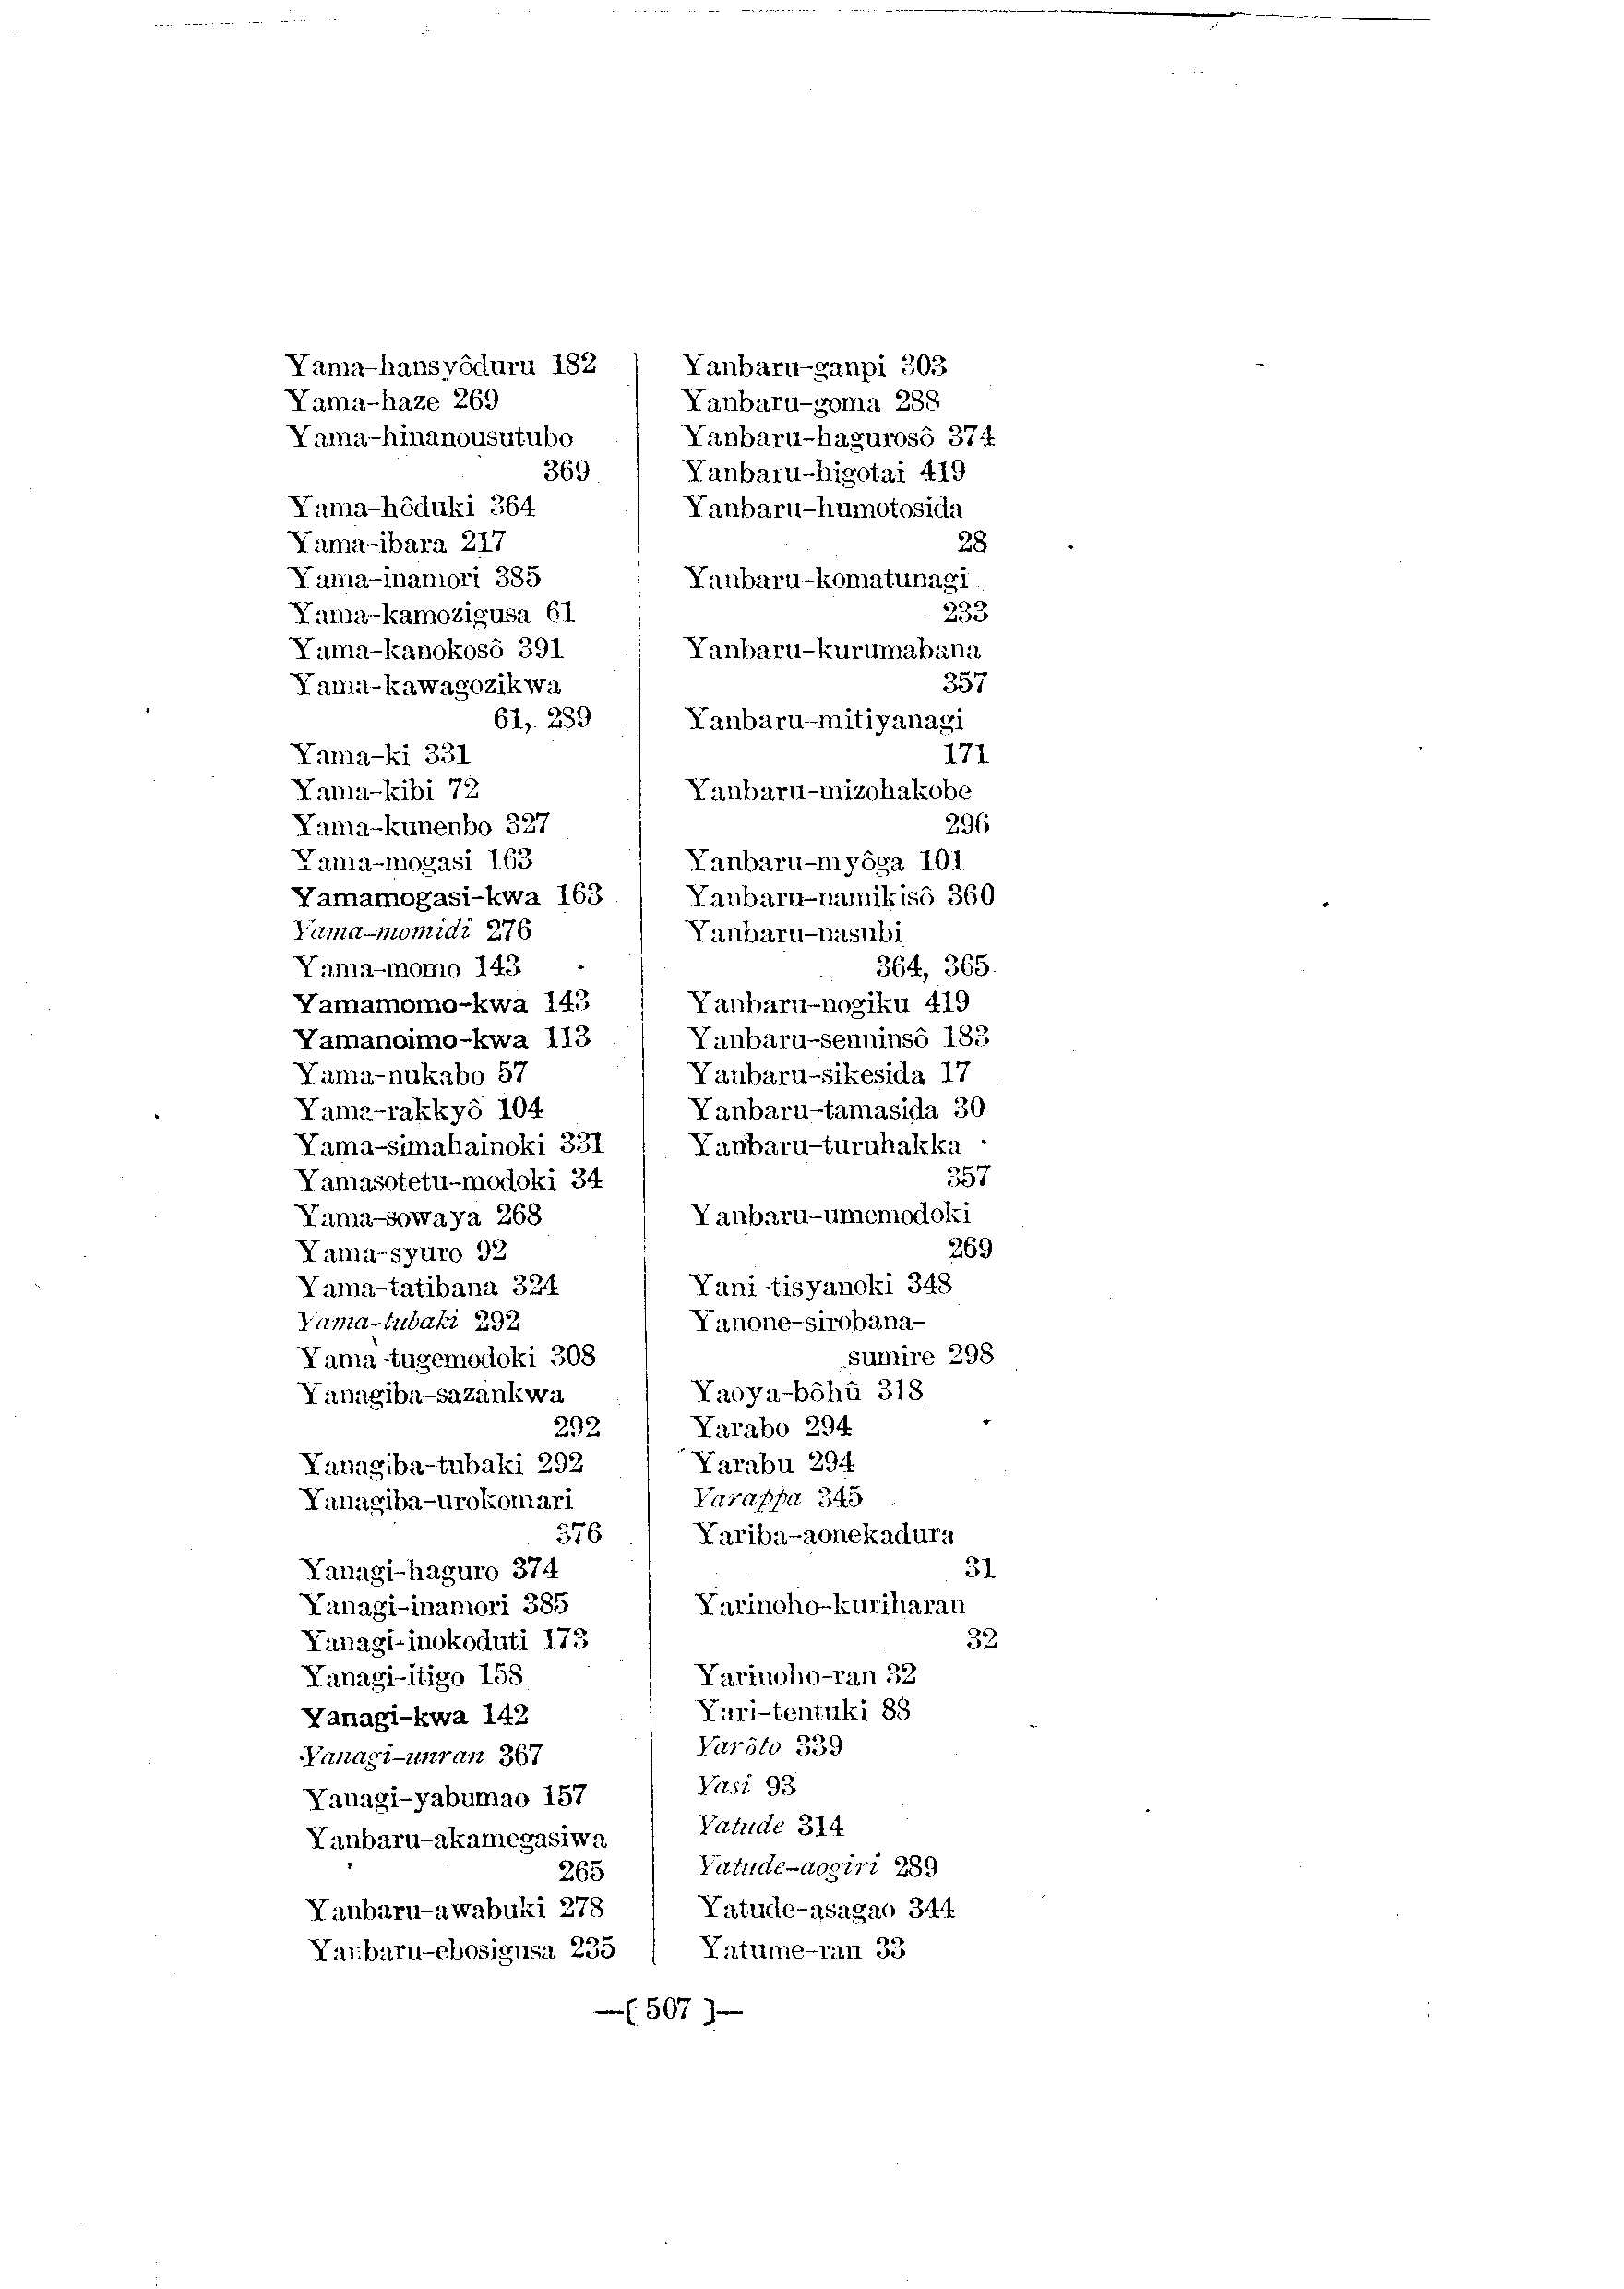 Yama-hansyôduru 182
Yama-haze 269
Yama-hinanousutubo
369
Yama-hôduki 364
Yama-ibara 217
Yama-inamori 385
Yama-kamozigusa 61
Yama-kanokosô 391
Yama-kawagozikwa
61, 289
Yama-ki 331
Yama-kibi 72
Yama-kunenbo 327
Yama-mogasi 163
Yamamogasi-kwa 163
Yama-momidi 276
Yama-momo 143
Yamamomo-kwa 143
Yamanoimo-kwa 113
Yama-nukabo 57
Yama-rakkyô 104
Yama-simahainoki 331
Yamasotetu-modoki 34
Yama-sowaya 268
Yama-syuro 92
Yama-tatibana 324
Yama-tubaki 292
Yama-tugemodoki 308
Yanagiba-sazankwa
292
Yanagiba-tubaki 292
Yanagiba-urokomari
376
Yanagi-haguro 374
Yanagi-inamori 385
Yanagi-inokoduti 173
Yanagi-itigo 158
Yanagi-kwa 142
Yanagi-unran 367
Yanagi-yabumao 157
Yanbaru-akamegasiwa
265
Yanbaru-awabuki 278
Yanbaru-ebosigusa 235
Yanbaru-ganpi 303
Yanbaru-goma 288
Yanbaru-hagurosô 374
Yanbaru-higotai 419
Yanbaru-humotosida
28
Yanbaru-komatunagi
233
Yanbaru-kurumabana
357
Yanbaru-mitiyanagi
171
Yanbaru-mizohakobe
296
Yanbaru-myôga 101
Yanbaru-namikisô 360
Yanbaru-nasubi
364, 365
Yanbaru-nogiku 419
Yanbaru-senninsô 183
Yanbaru-sikesida 17
Yanbaru-tamasida 30
Yanbaru-turuhakka
357
Yanbaru-umemodoki
269
Yani-tisyanoki 348
Yanone-sirobana-
sumire 298
Yaoya-bôhû 318
Yarabo 294
Yarabu 294
Yarappa 345
Yariba-aonekadura
31
Yarinoho-kuriharan
32
Yarinoho-ran 32
Yari-tentuki 88
Yarôto 339
Yasi 93
Yatude 314
Yatude-aogiri 289
Yatude-asagao 344
Yatume-ran 33
—( 507 )—